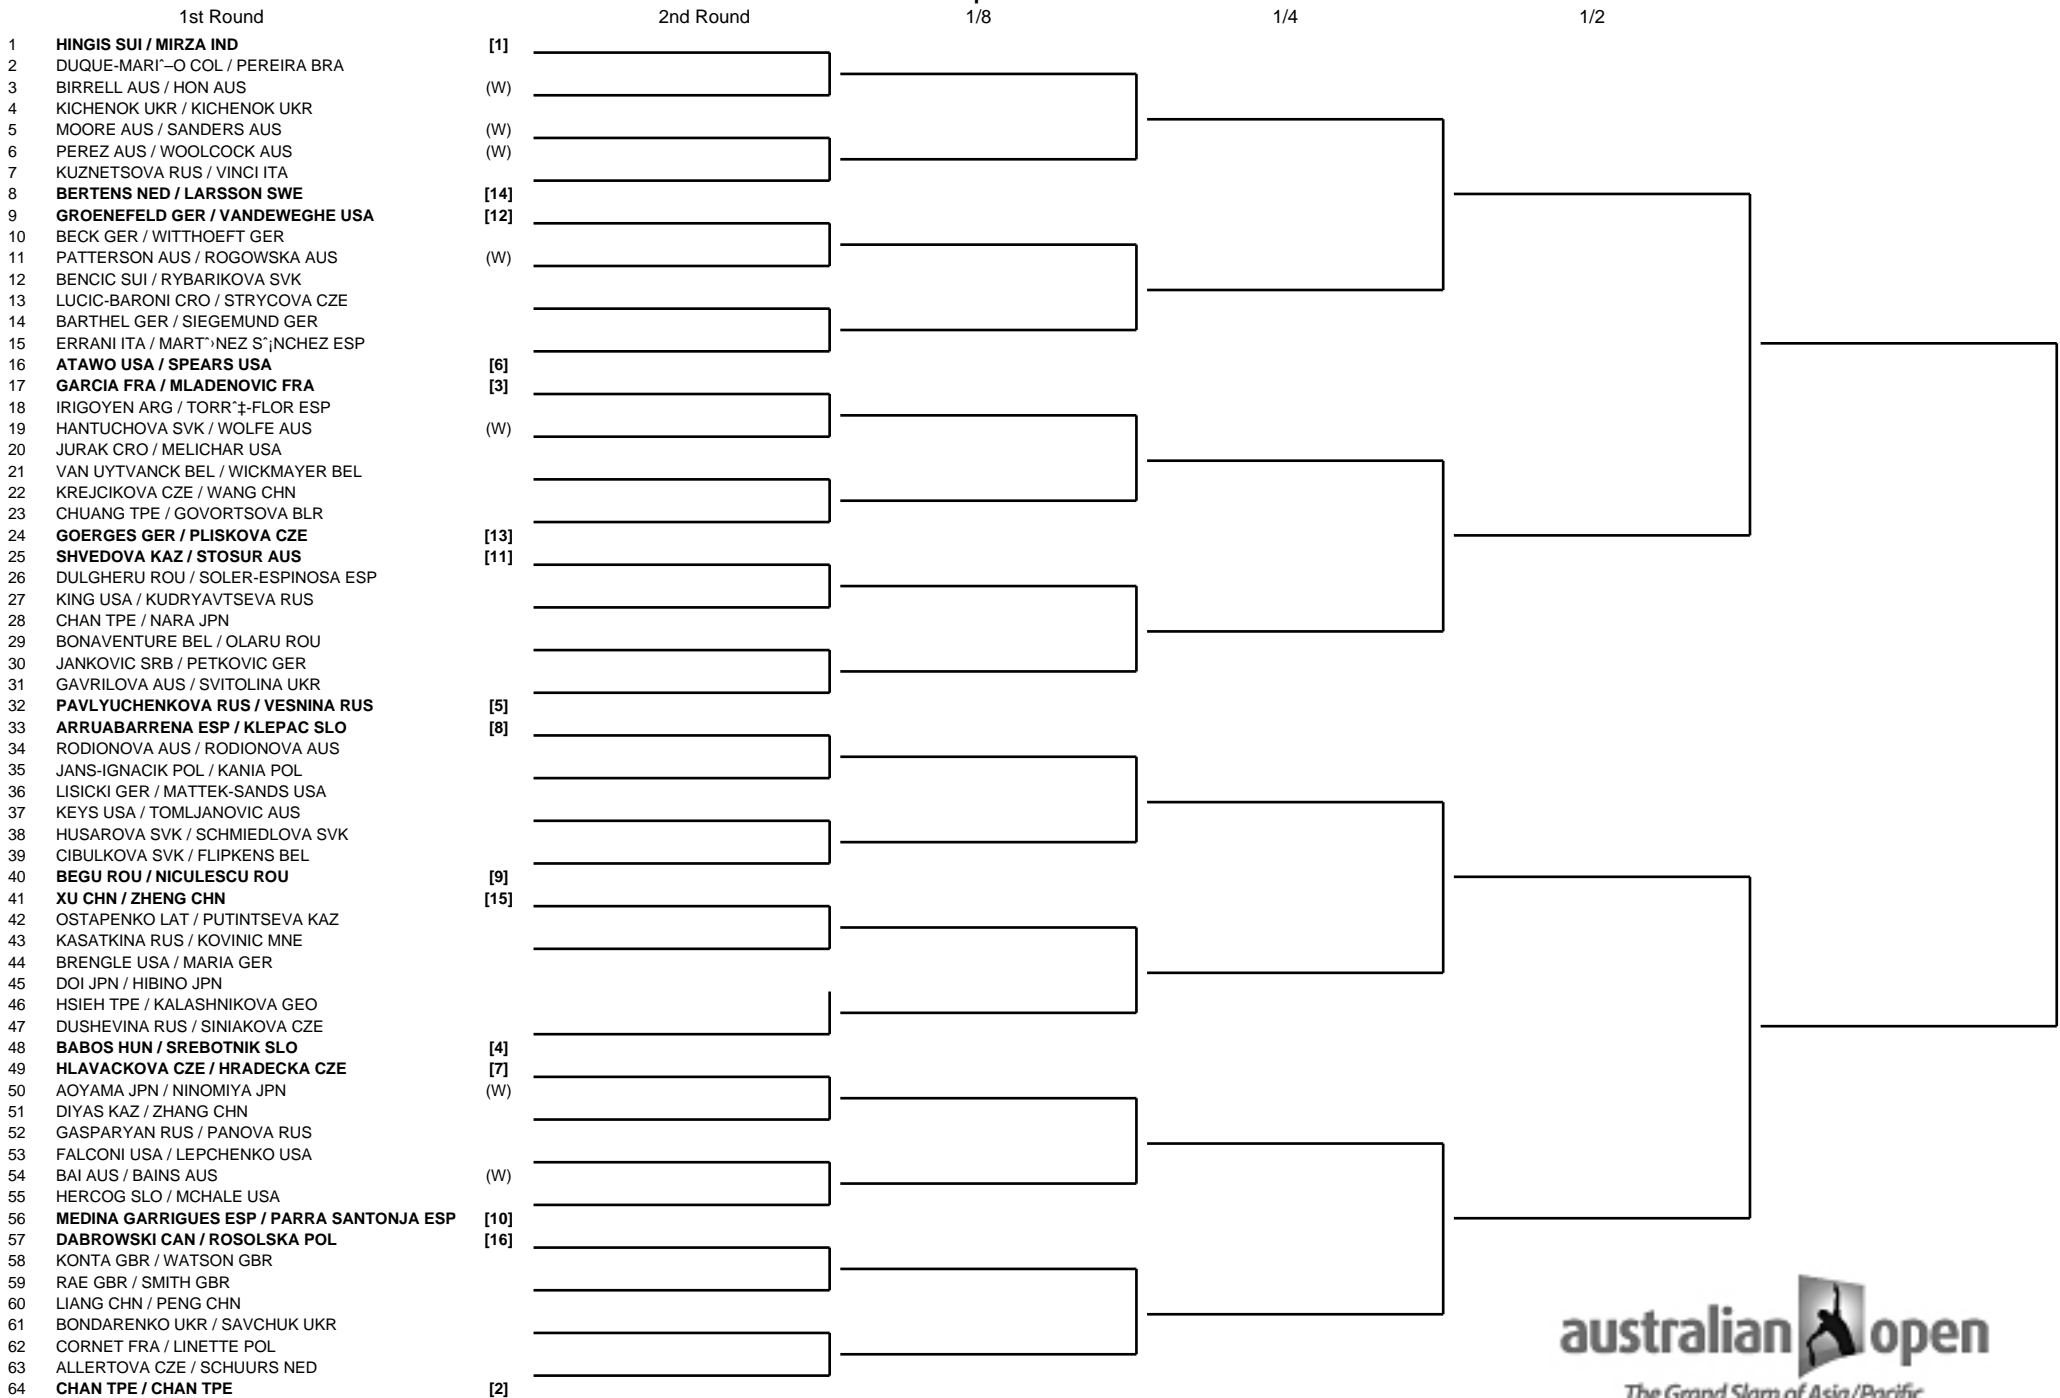 1st Round 2nd Round 1/8 1/4 1/2
1 HINGIS SUI / MIRZA IND [1]
2 DUQUE-MARIˆ–O COL / PEREIRA BRA
3 BIRRELL AUS / HON AUS (W)
4 KICHENOK UKR / KICHENOK UKR
5 MOORE AUS / SANDERS AUS (W)
6 PEREZ AUS / WOOLCOCK AUS (W)
7 KUZNETSOVA RUS / VINCI ITA
8 BERTENS NED / LARSSON SWE [14]
9 GROENEFELD GER / VANDEWEGHE USA [12]
10 BECK GER / WITTHOEFT GER
11 PATTERSON AUS / ROGOWSKA AUS (W)
12 BENCIC SUI / RYBARIKOVA SVK
13 LUCIC-BARONI CRO / STRYCOVA CZE
14 BARTHEL GER / SIEGEMUND GER
15 ERRANI ITA / MARTˆ›NEZ Sˆ¡NCHEZ ESP
16 ATAWO USA / SPEARS USA [6]
17 GARCIA FRA / MLADENOVIC FRA [3]
18 IRIGOYEN ARG / TORRˆ‡-FLOR ESP
19 HANTUCHOVA SVK / WOLFE AUS (W)
20 JURAK CRO / MELICHAR USA
21 VAN UYTVANCK BEL / WICKMAYER BEL
22 KREJCIKOVA CZE / WANG CHN
23 CHUANG TPE / GOVORTSOVA BLR
24 GOERGES GER / PLISKOVA CZE [13]
25 SHVEDOVA KAZ / STOSUR AUS [11]
26 DULGHERU ROU / SOLER-ESPINOSA ESP
27 KING USA / KUDRYAVTSEVA RUS
28 CHAN TPE / NARA JPN
29 BONAVENTURE BEL / OLARU ROU
30 JANKOVIC SRB / PETKOVIC GER
31 GAVRILOVA AUS / SVITOLINA UKR
32 PAVLYUCHENKOVA RUS / VESNINA RUS [5]
33 ARRUABARRENA ESP / KLEPAC SLO [8]
34 RODIONOVA AUS / RODIONOVA AUS
35 JANS-IGNACIK POL / KANIA POL
36 LISICKI GER / MATTEK-SANDS USA
37 KEYS USA / TOMLJANOVIC AUS
38 HUSAROVA SVK / SCHMIEDLOVA SVK
39 CIBULKOVA SVK / FLIPKENS BEL
40 BEGU ROU / NICULESCU ROU [9]
41 XU CHN / ZHENG CHN [15]
42 OSTAPENKO LAT / PUTINTSEVA KAZ
43 KASATKINA RUS / KOVINIC MNE
44 BRENGLE USA / MARIA GER
45 DOI JPN / HIBINO JPN
46 HSIEH TPE / KALASHNIKOVA GEO
47 DUSHEVINA RUS / SINIAKOVA CZE
48 BABOS HUN / SREBOTNIK SLO [4]
49 HLAVACKOVA CZE / HRADECKA CZE [7]
50 AOYAMA JPN / NINOMIYA JPN (W)
51 DIYAS KAZ / ZHANG CHN
52 GASPARYAN RUS / PANOVA RUS
53 FALCONI USA / LEPCHENKO USA
54 BAI AUS / BAINS AUS (W)
55 HERCOG SLO / MCHALE USA
56 MEDINA GARRIGUES ESP / PARRA SANTONJA ESP [10]
57 DABROWSKI CAN / ROSOLSKA POL [16]
58 KONTA GBR / WATSON GBR
59 RAE GBR / SMITH GBR
60 LIANG CHN / PENG CHN
61 BONDARENKO UKR / SAVCHUK UKR
62 CORNET FRA / LINETTE POL
63 ALLERTOVA CZE / SCHUURS NED
64 CHAN TPE / CHAN TPE [2]
australian open
The Grand Slam of Asia/Pacific